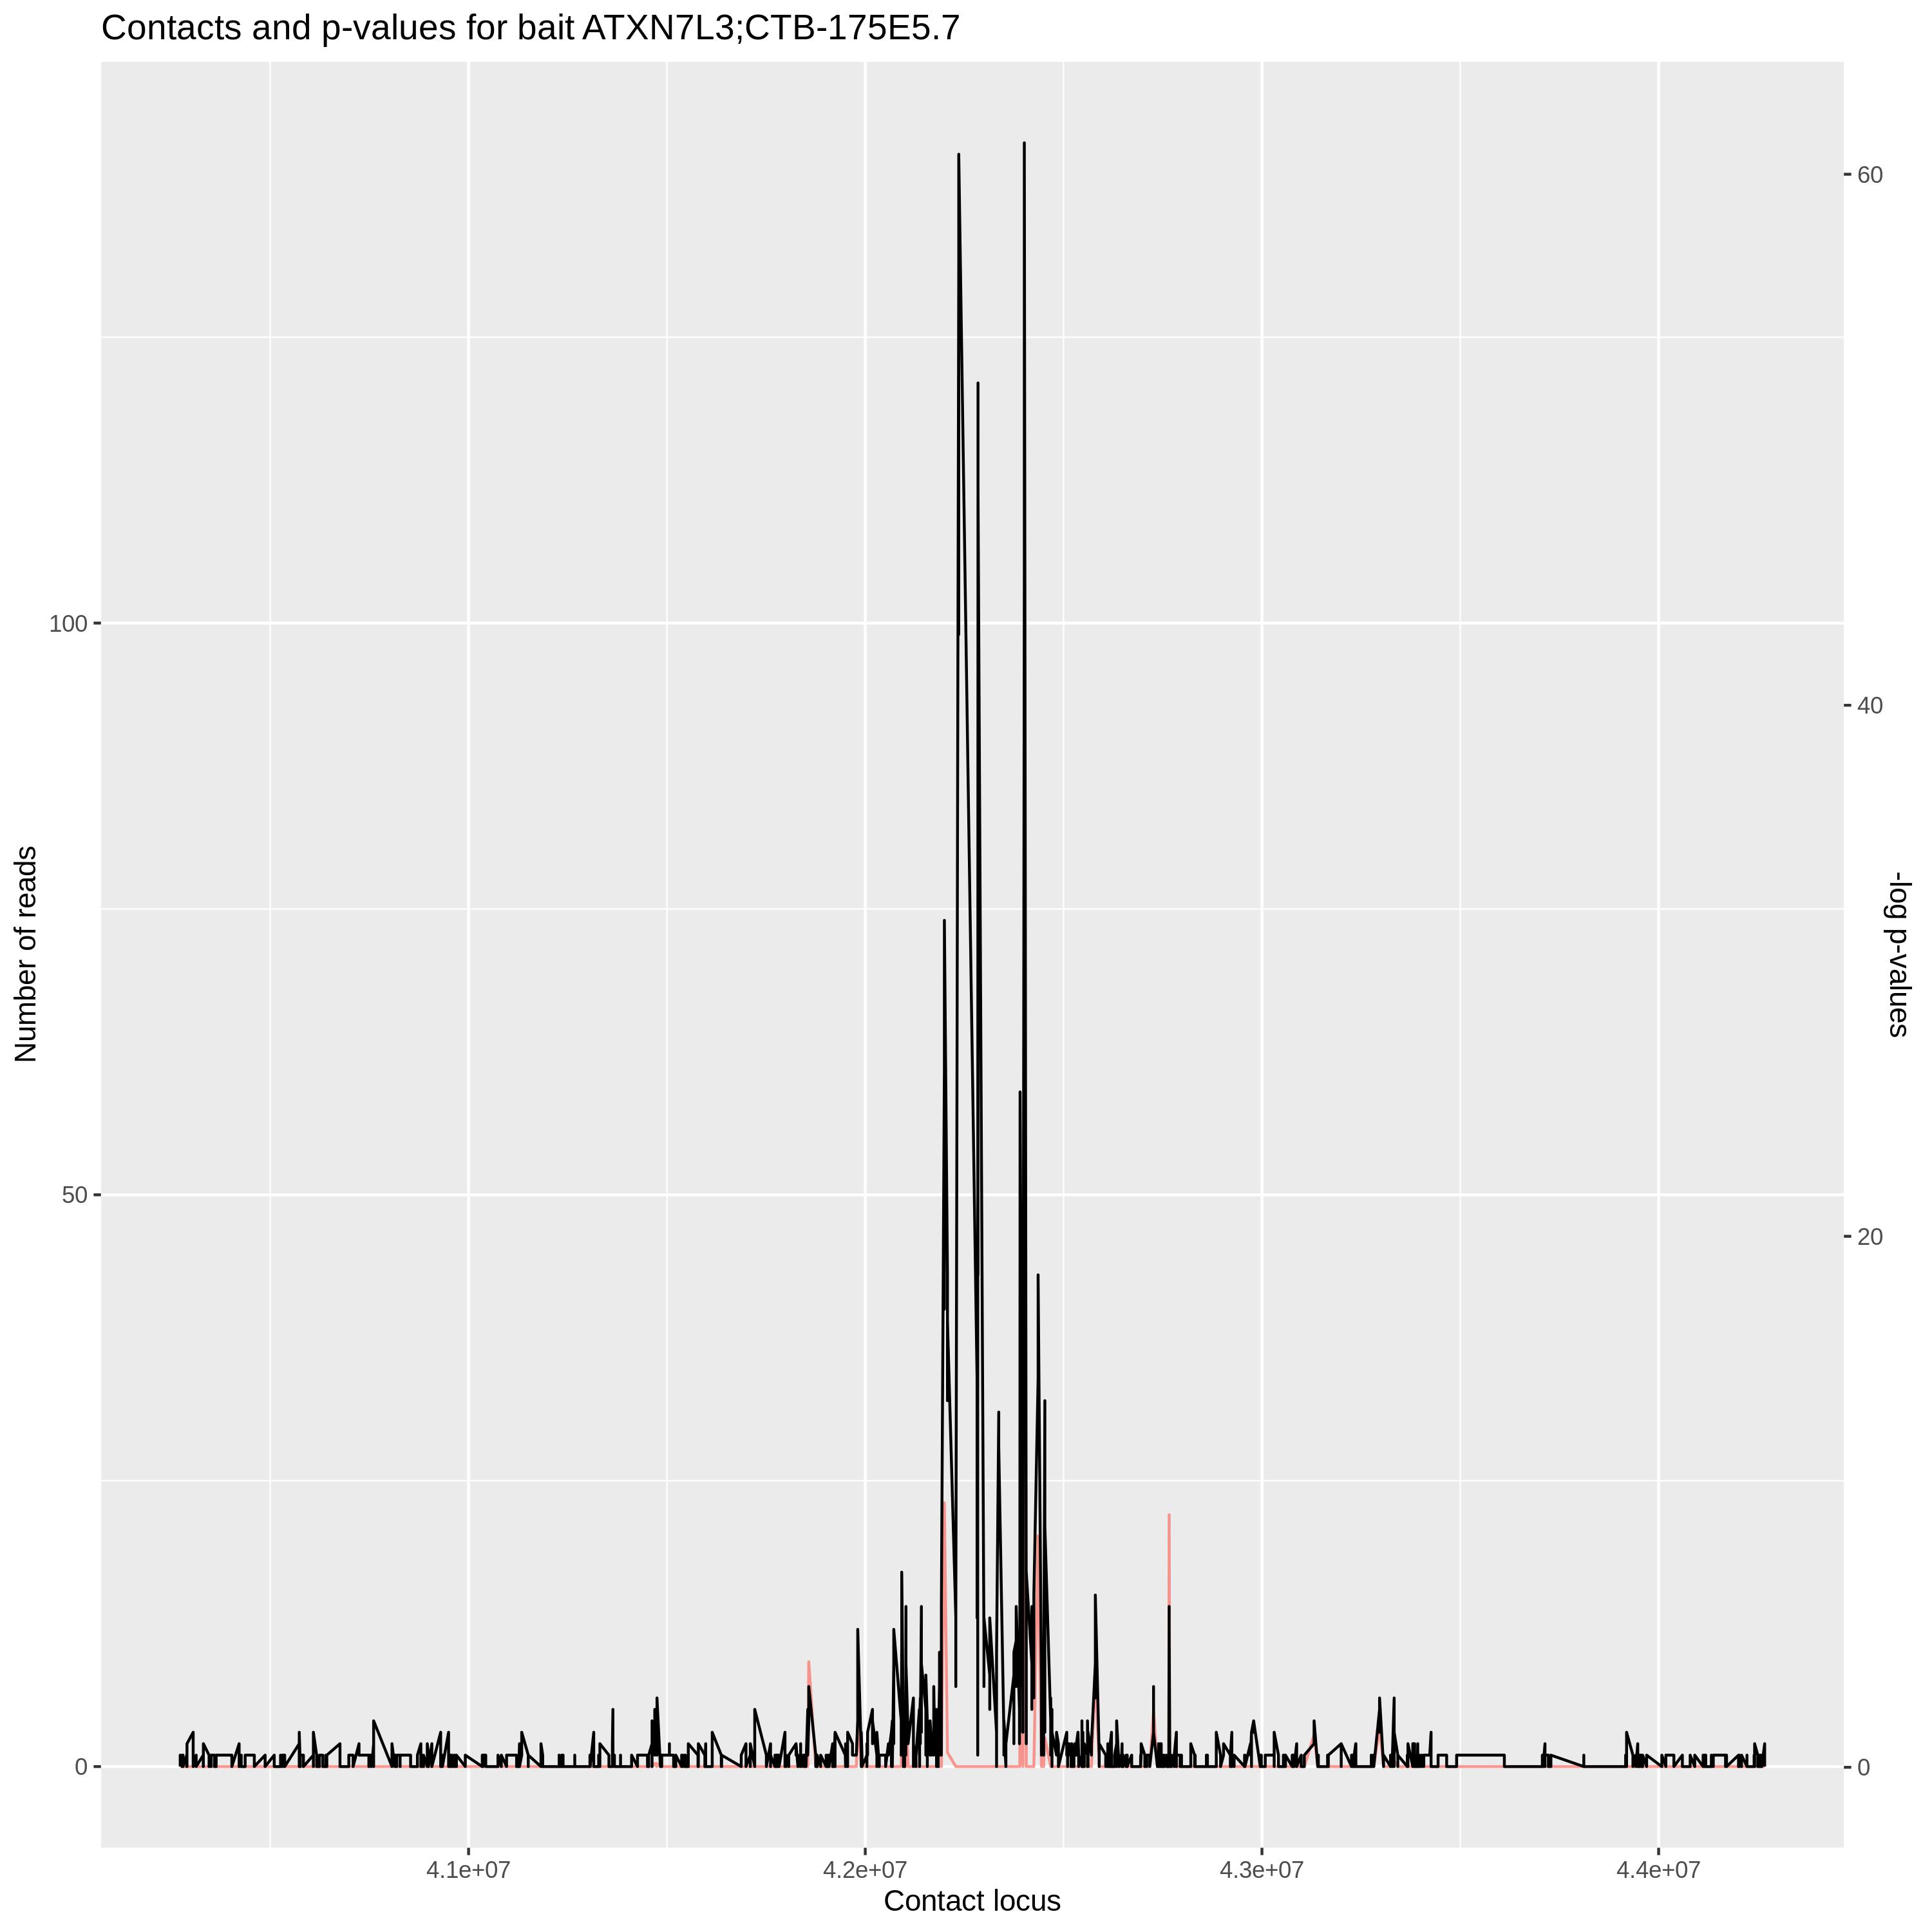 Contacts and p-values for bait ATXN7L3;CTB-175E5.7
Number of reads
100
50
0
60
40
20
0
-log p-values
4.1e+07
4.2e+07
4.3e+07
4.4e+07
Contact locus